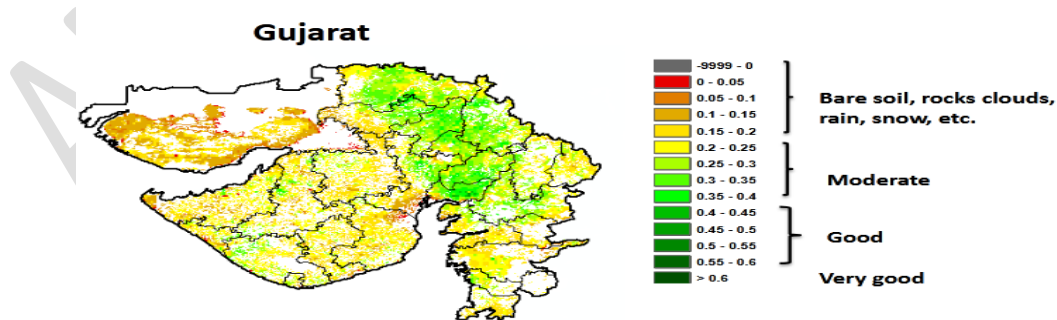 Gujarat
-9999 - 0
0 - 0.05
0.05 - 0.1
0.1 - 0.15
0.15 - 0.2
0.2 - 0.25
0.25 - 0.3
0.3 - 0.35
0.35 - 0.4
0.4 - 0.45
0.45 - 0.5
0.5 - 0.55
0.55 - 0.6
> 0.6
Bare soil, rocks clouds,
rain, snow, etc.
Moderate
Good
Very good